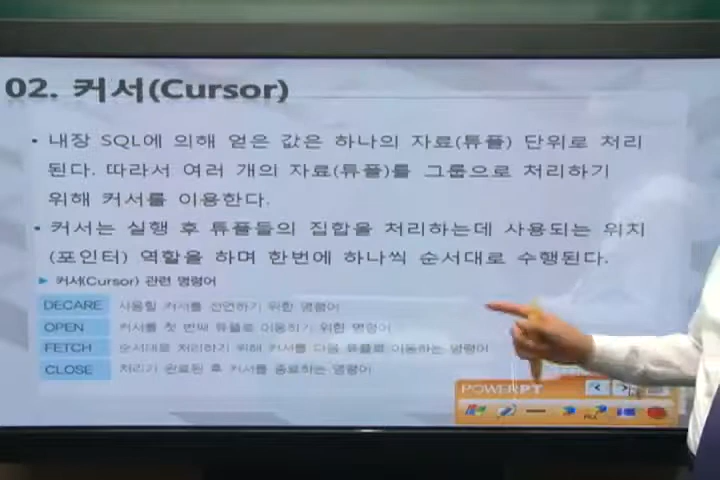 02. 커서(Cursor)
• 내장 SQL에 의해 얻은 값은 하나의 자료(튜플) 단위로 처리
된다. 따라서 여러 개의 자료(튜플)를 그룹으로 처리하기
위해 커서를 이용한다.
• 커서는 실행 후 튜플들의 집합을 처리하는데 사용되는 위치
(포인터) 역할을 하며 한번에 하나씩 순서대로 수행된다.
▶ 커서(Cursor) 관련 명령어
DECARE 사용할 커서를 선언하기 위한 명령어
OPEN 커서를 첫 번째 튜플로 이동하기 위한 명령어
FETCH 순서대로 처리하기 위해 커서를 다음 튜플로 이동하는 명령어
CLOSE 처리가 완료된 후 커서를 종료하는 명령어
POWERPT